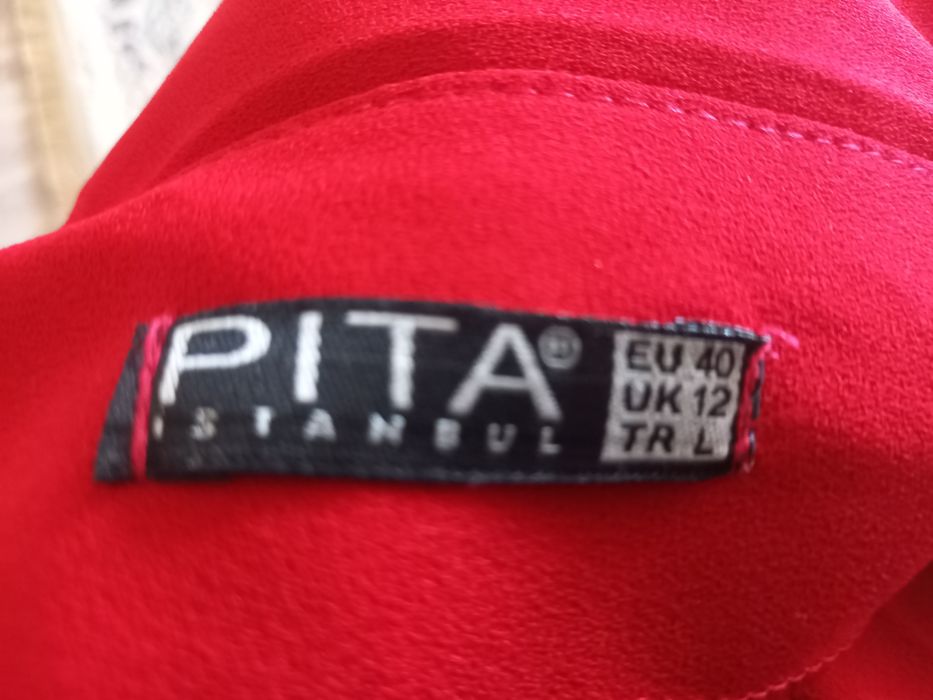 PITA®
ISTANBUL
EU 40
UK 12
TR L